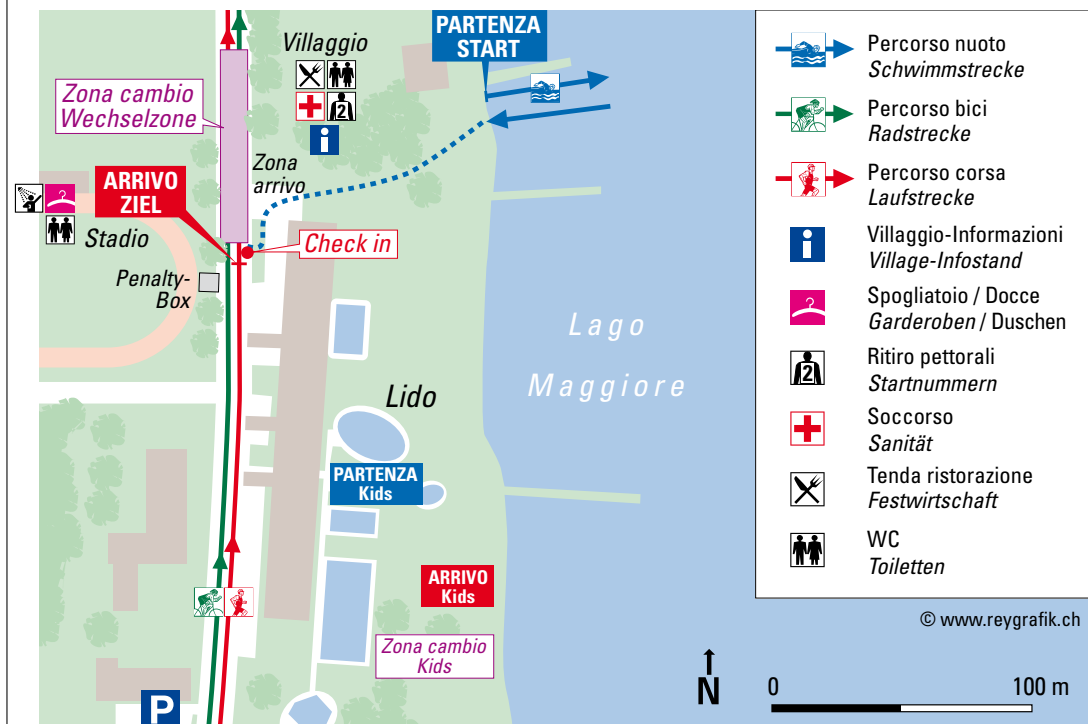 Villaggio
PARTENZA
START
Zona cambio
Wechselzone
2
i
Zona
arrivo
ARRIVO
ZIEL
Stadio
Check in
Penalty-
Box
Lago
Maggiore
Lido
PARTENZA
Kids
ARRIVO
Kids
Zona cambio
Kids
P
Percorso nuoto
Schwimmstrecke
Percorso bici
Radstrecke
Percorso corsa
Laufstrecke
i
Villaggio-Informazioni
Village-Infostand
Spogliatoio / Docce
Garderoben / Duschen
2
Ritiro pettorali
Startnummern
Soccorso
Sanität
Tenda ristorazione
Festwirtschaft
WC
Toiletten
© www.reygrafik.ch
N
0 100 m